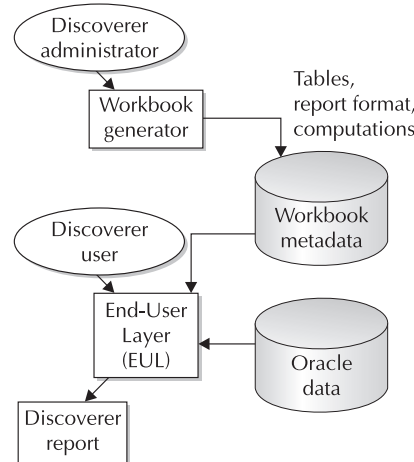 Discoverer
administrator
Workbook
generator
Tables,
report format,
computations
Workbook
metadata
Discoverer
user
End-User
Layer
(EUL)
Oracle
data
Discoverer
report